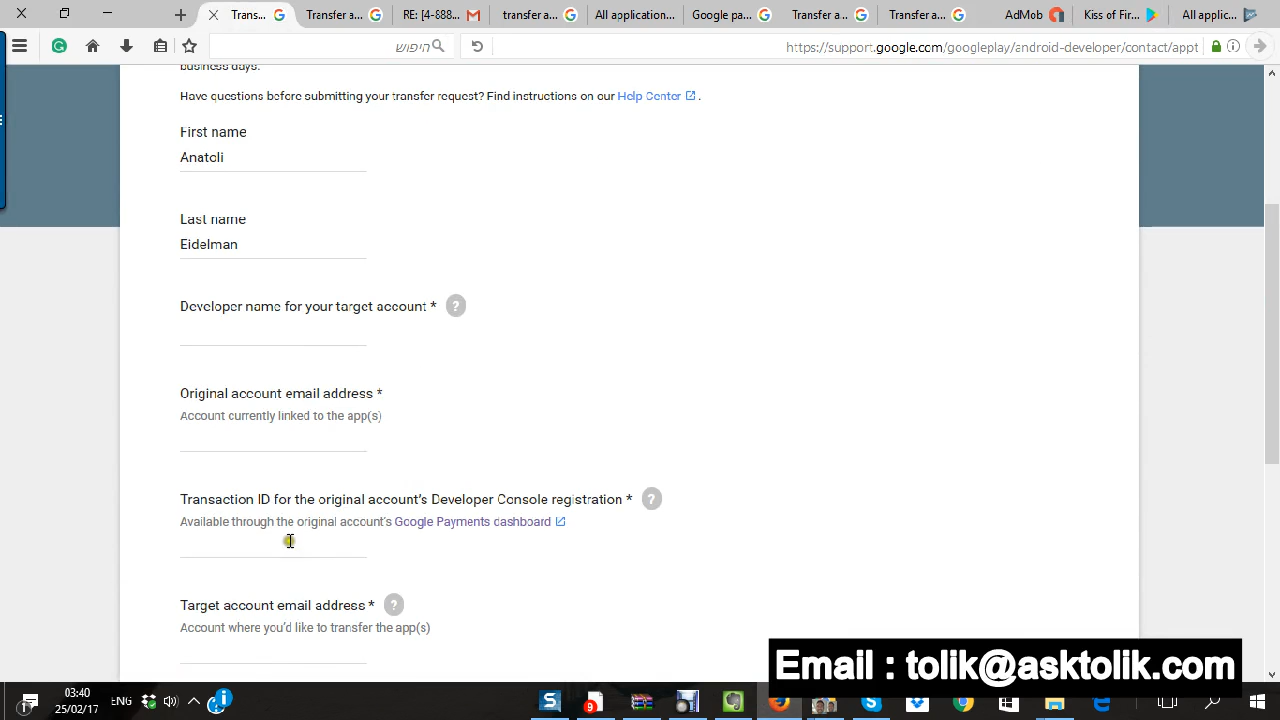 Trans...
Transfer a...
RE: [4-688...
transfer a...
All application...
Google pa...
Transfer a...
Transfer a...
AdMob
Kiss of Fir...
All applic...
חיפוש
https://support.google.com/googleplay/android-developer/contact/appt
business days.
Have questions before submitting your transfer request? Find instructions on our Help Center.
First name
Anatoli
Last name
Eidelman
Developer name for your target account * ?
Original account email address *
Account currently linked to the app(s)
Transaction ID for the original account's Developer Console registration * ?
Available through the original account's Google Payments dashboard
Target account email address * ?
Account where you'd like to transfer the app(s)
Email : tolik@asktolik.com
03:40
25/02/17
ENG
9